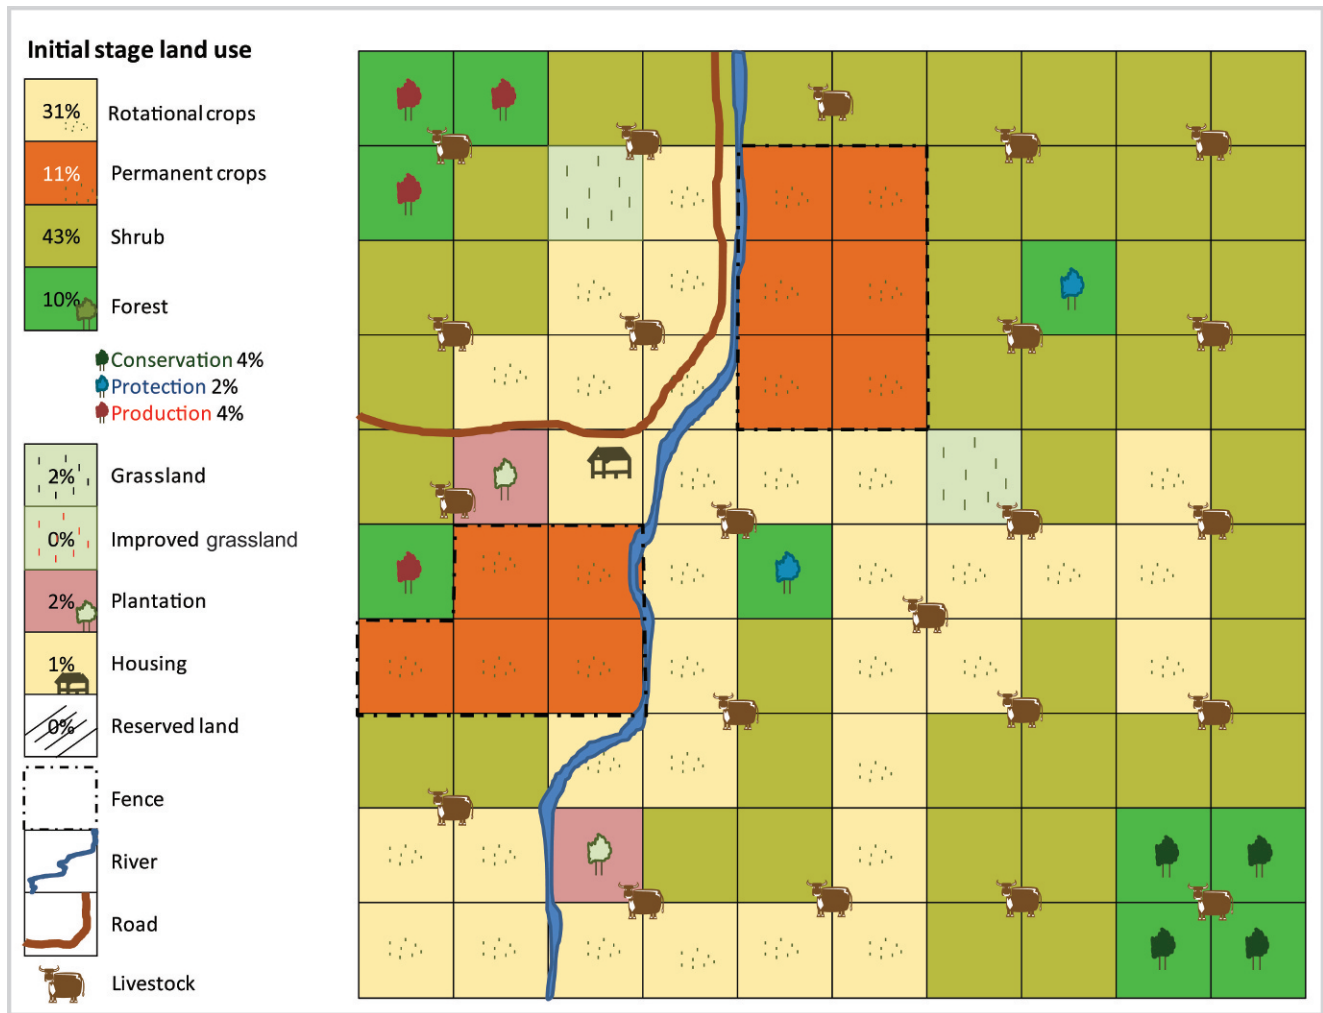 Initial stage land use
31% Rotational crops
11% Permanent crops
43% Shrub
10% Forest
Conservation 4%
Protection 2%
Production 4%
2% Grassland
0% Improved grassland
2% Plantation
1% Housing
0% Reserved land
Fence
River
Road
Livestock